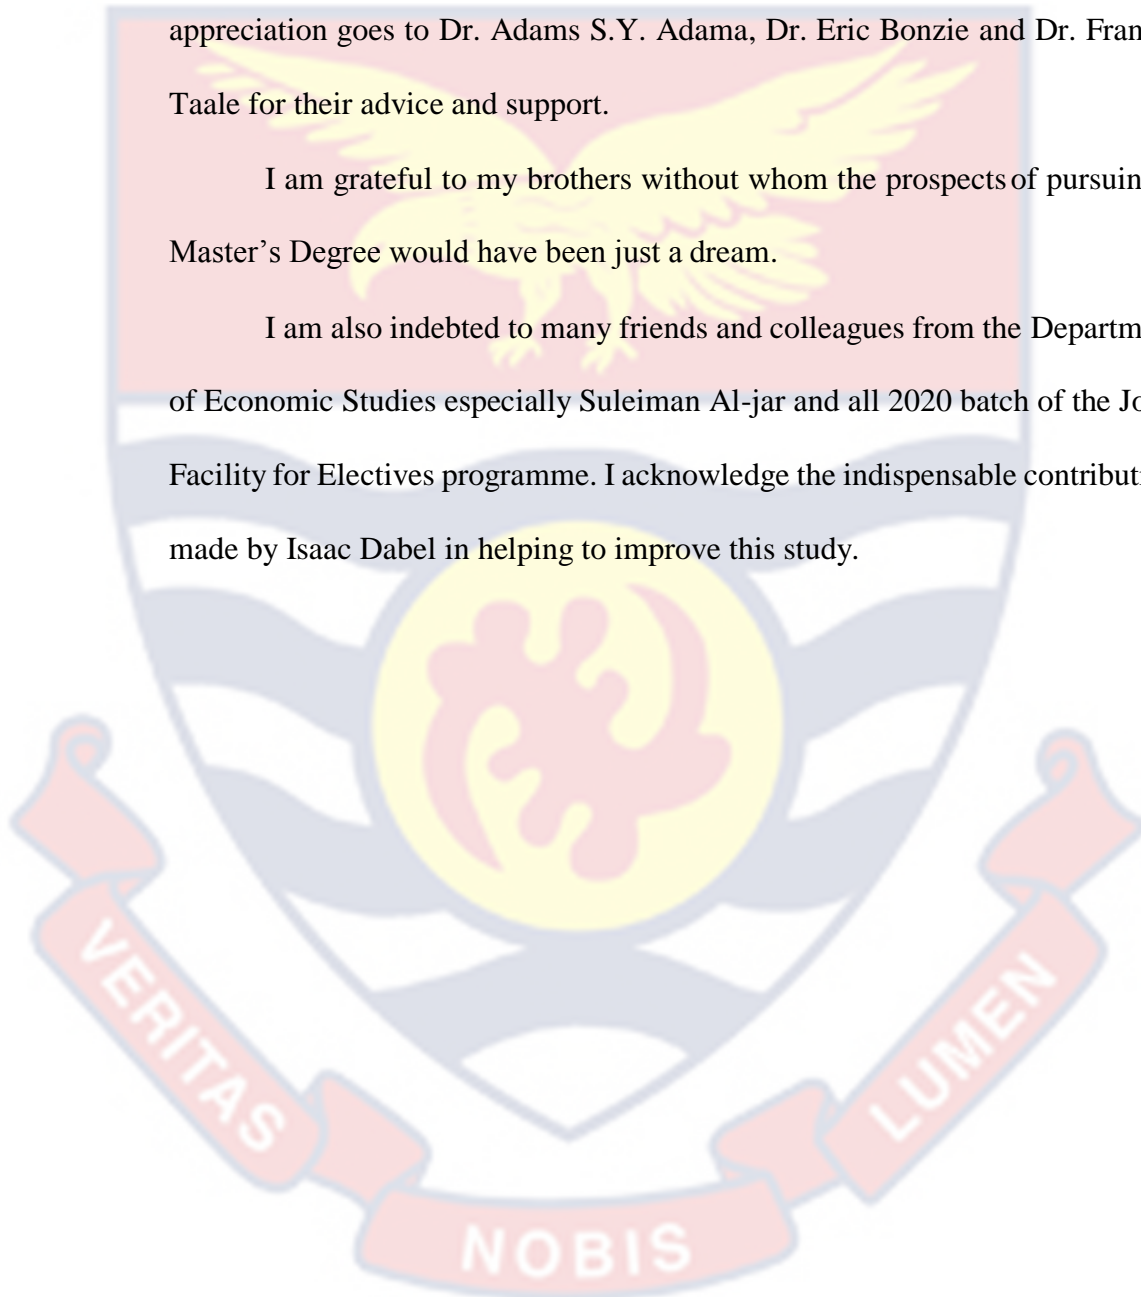 appreciation goes to Dr. Adams S.Y. Adama, Dr. Eric Bonzie and Dr. Fran
Taale for their advice and support.
I am grateful to my brothers without whom the prospects of pursuin
Master’s Degree would have been just a dream.
I am also indebted to many friends and colleagues from the Departm
of Economic Studies especially Suleiman Al-jar and all 2020 batch of the Jo
Facility for Electives programme. I acknowledge the indispensable contributi
made by Isaac Dabel in helping to improve this study.
VERITAS
NOBIS
LUMEN